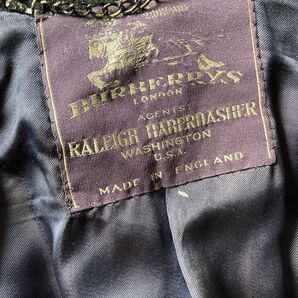 BURBERRYS
LONDON
AGENTS:
RALEIGH HABERDASHER
WASHINGTON
U.S.A.
MADE IN ENGLAND